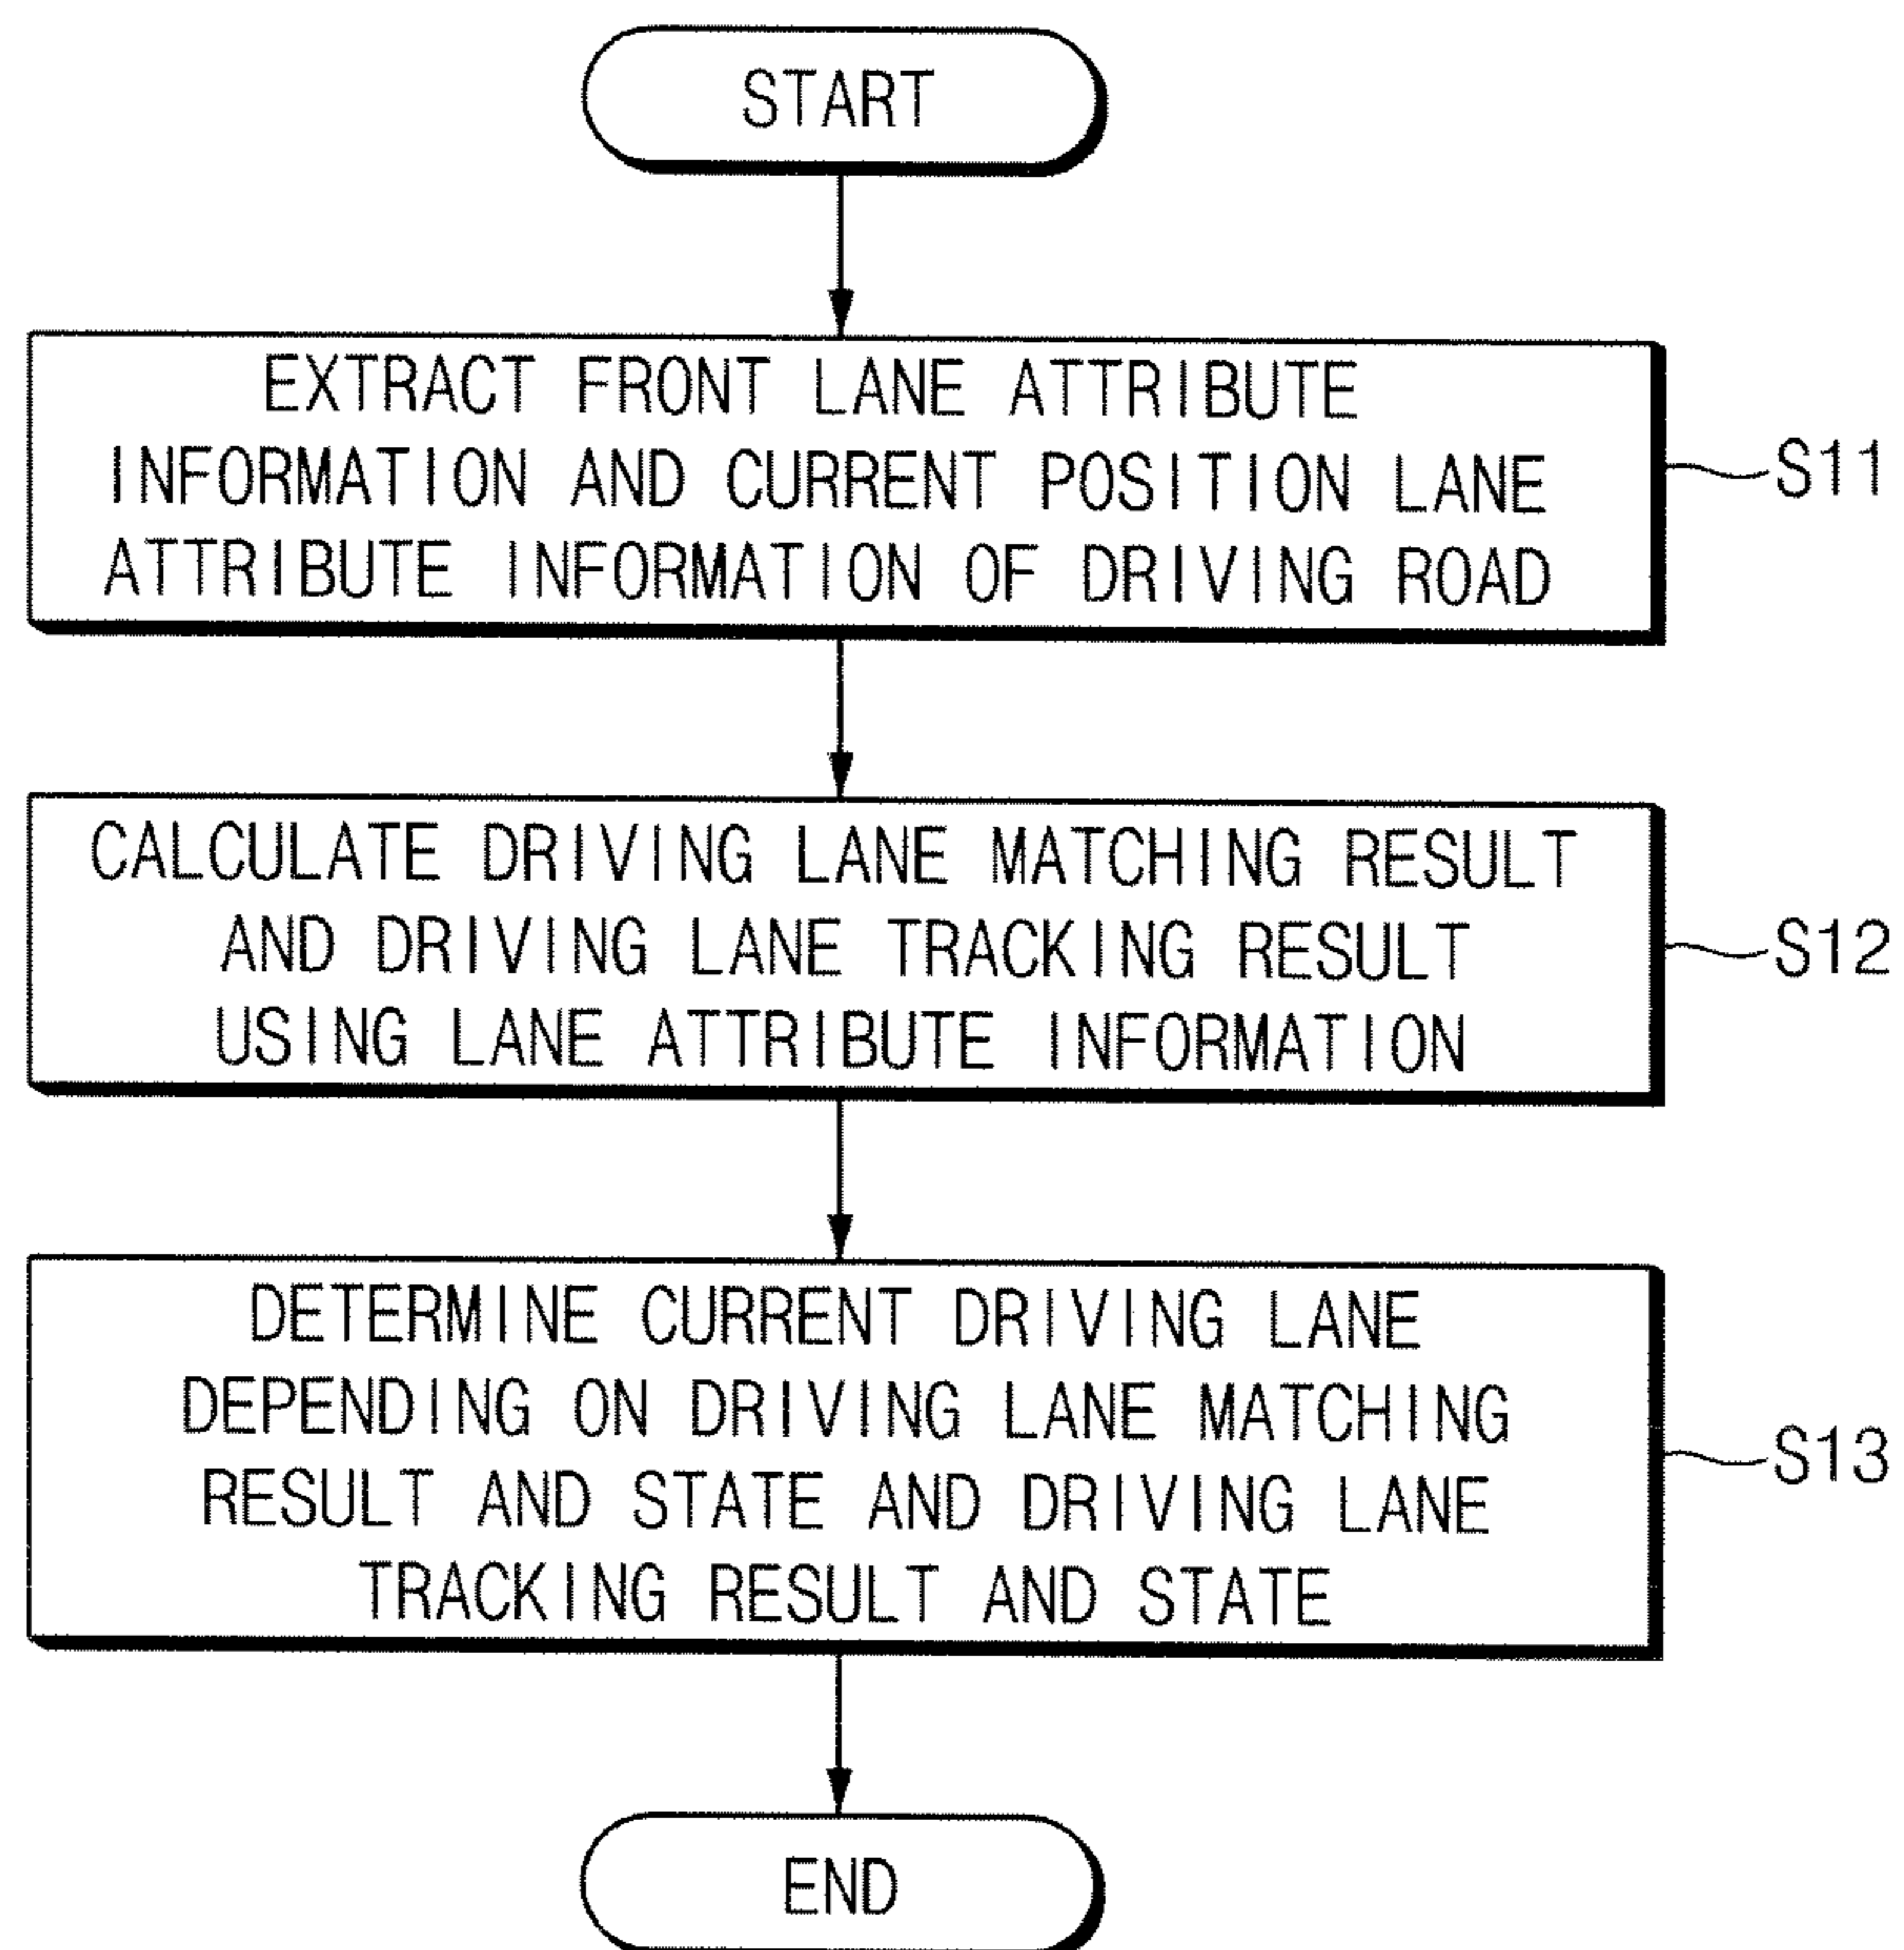 START
EXTRACT FRONT LANE ATTRIBUTE
INFORMATION AND CURRENT POSITION LANE
ATTRIBUTE INFORMATION OF DRIVING ROAD
S11
CALCULATE DRIVING LANE MATCHING RESULT
AND DRIVING LANE TRACKING RESULT
USING LANE ATTRIBUTE INFORMATION
S12
DETERMINE CURRENT DRIVING LANE
DEPENDING ON DRIVING LANE MATCHING
RESULT AND STATE AND DRIVING LANE
TRACKING RESULT AND STATE
S13
END